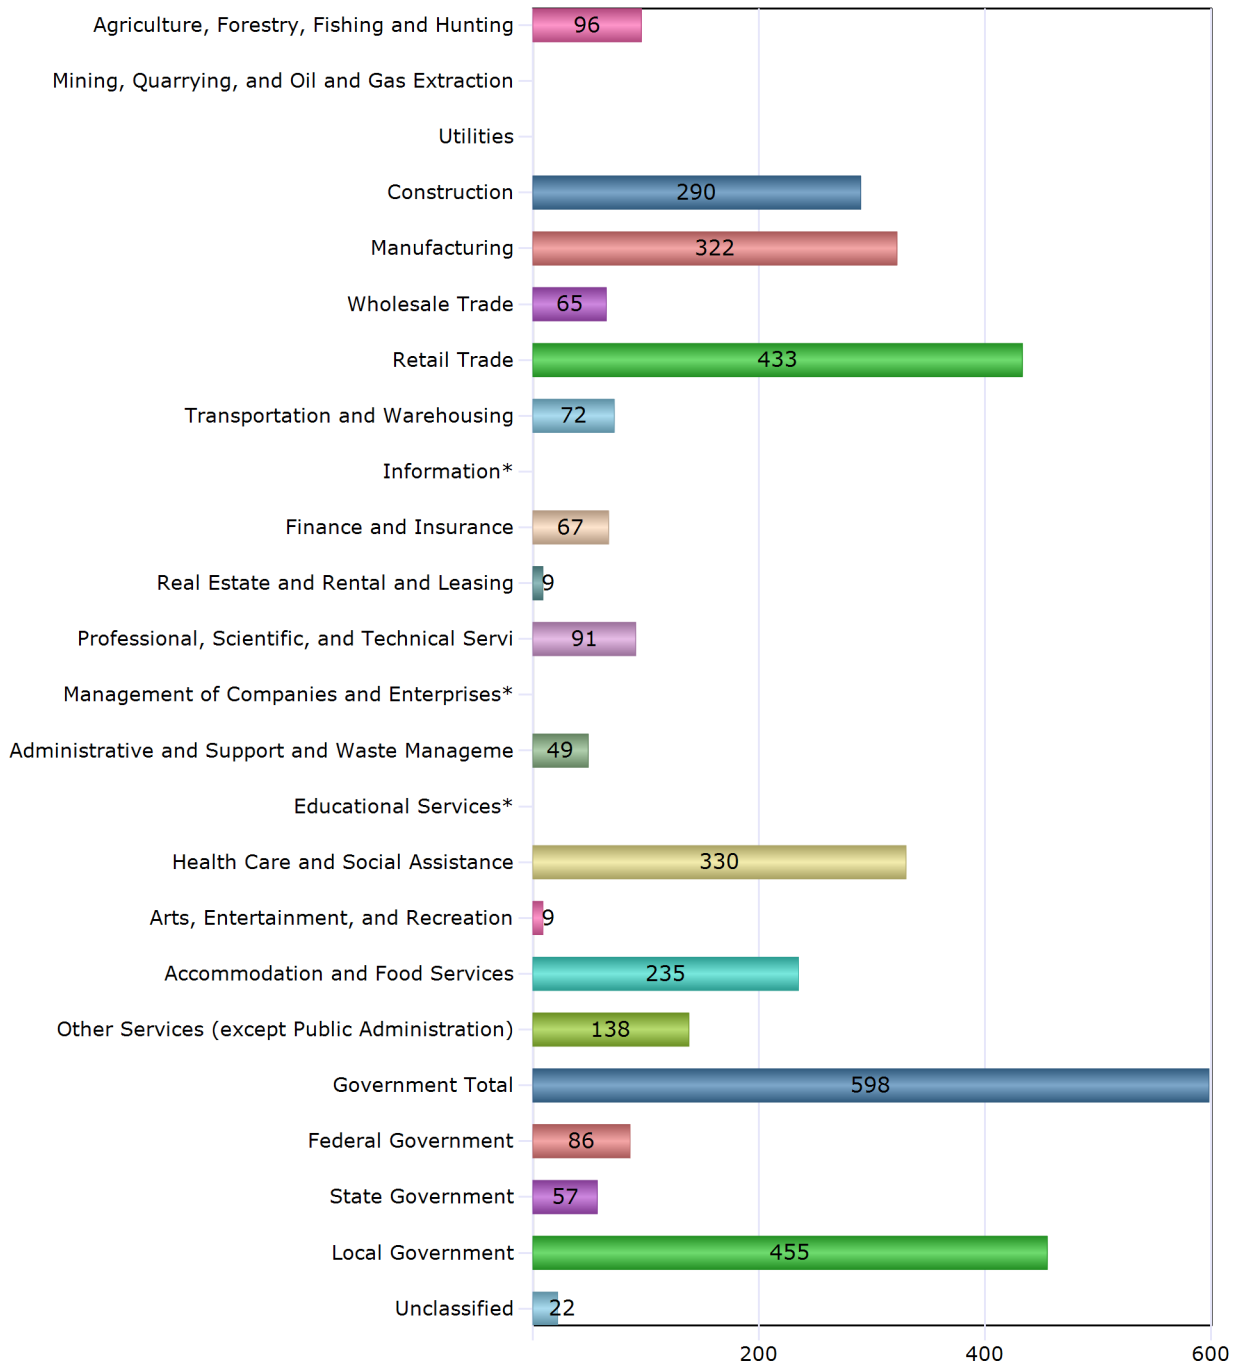 Agriculture, Forestry, Fishing and Hunting 96
Mining, Quarrying, and Oil and Gas Extraction
Utilities
Construction 290
Manufacturing 322
Wholesale Trade 65
Retail Trade 433
Transportation and Warehousing 72
Information*
Finance and Insurance 67
Real Estate and Rental and Leasing 9
Professional, Scientific, and Technical Servi 91
Management of Companies and Enterprises*
Administrative and Support and Waste Manageme 49
Educational Services*
Health Care and Social Assistance 330
Arts, Entertainment, and Recreation 9
Accommodation and Food Services 235
Other Services (except Public Administration) 138
Government Total 598
Federal Government 86
State Government 57
Local Government 455
Unclassified 22
200 400 600